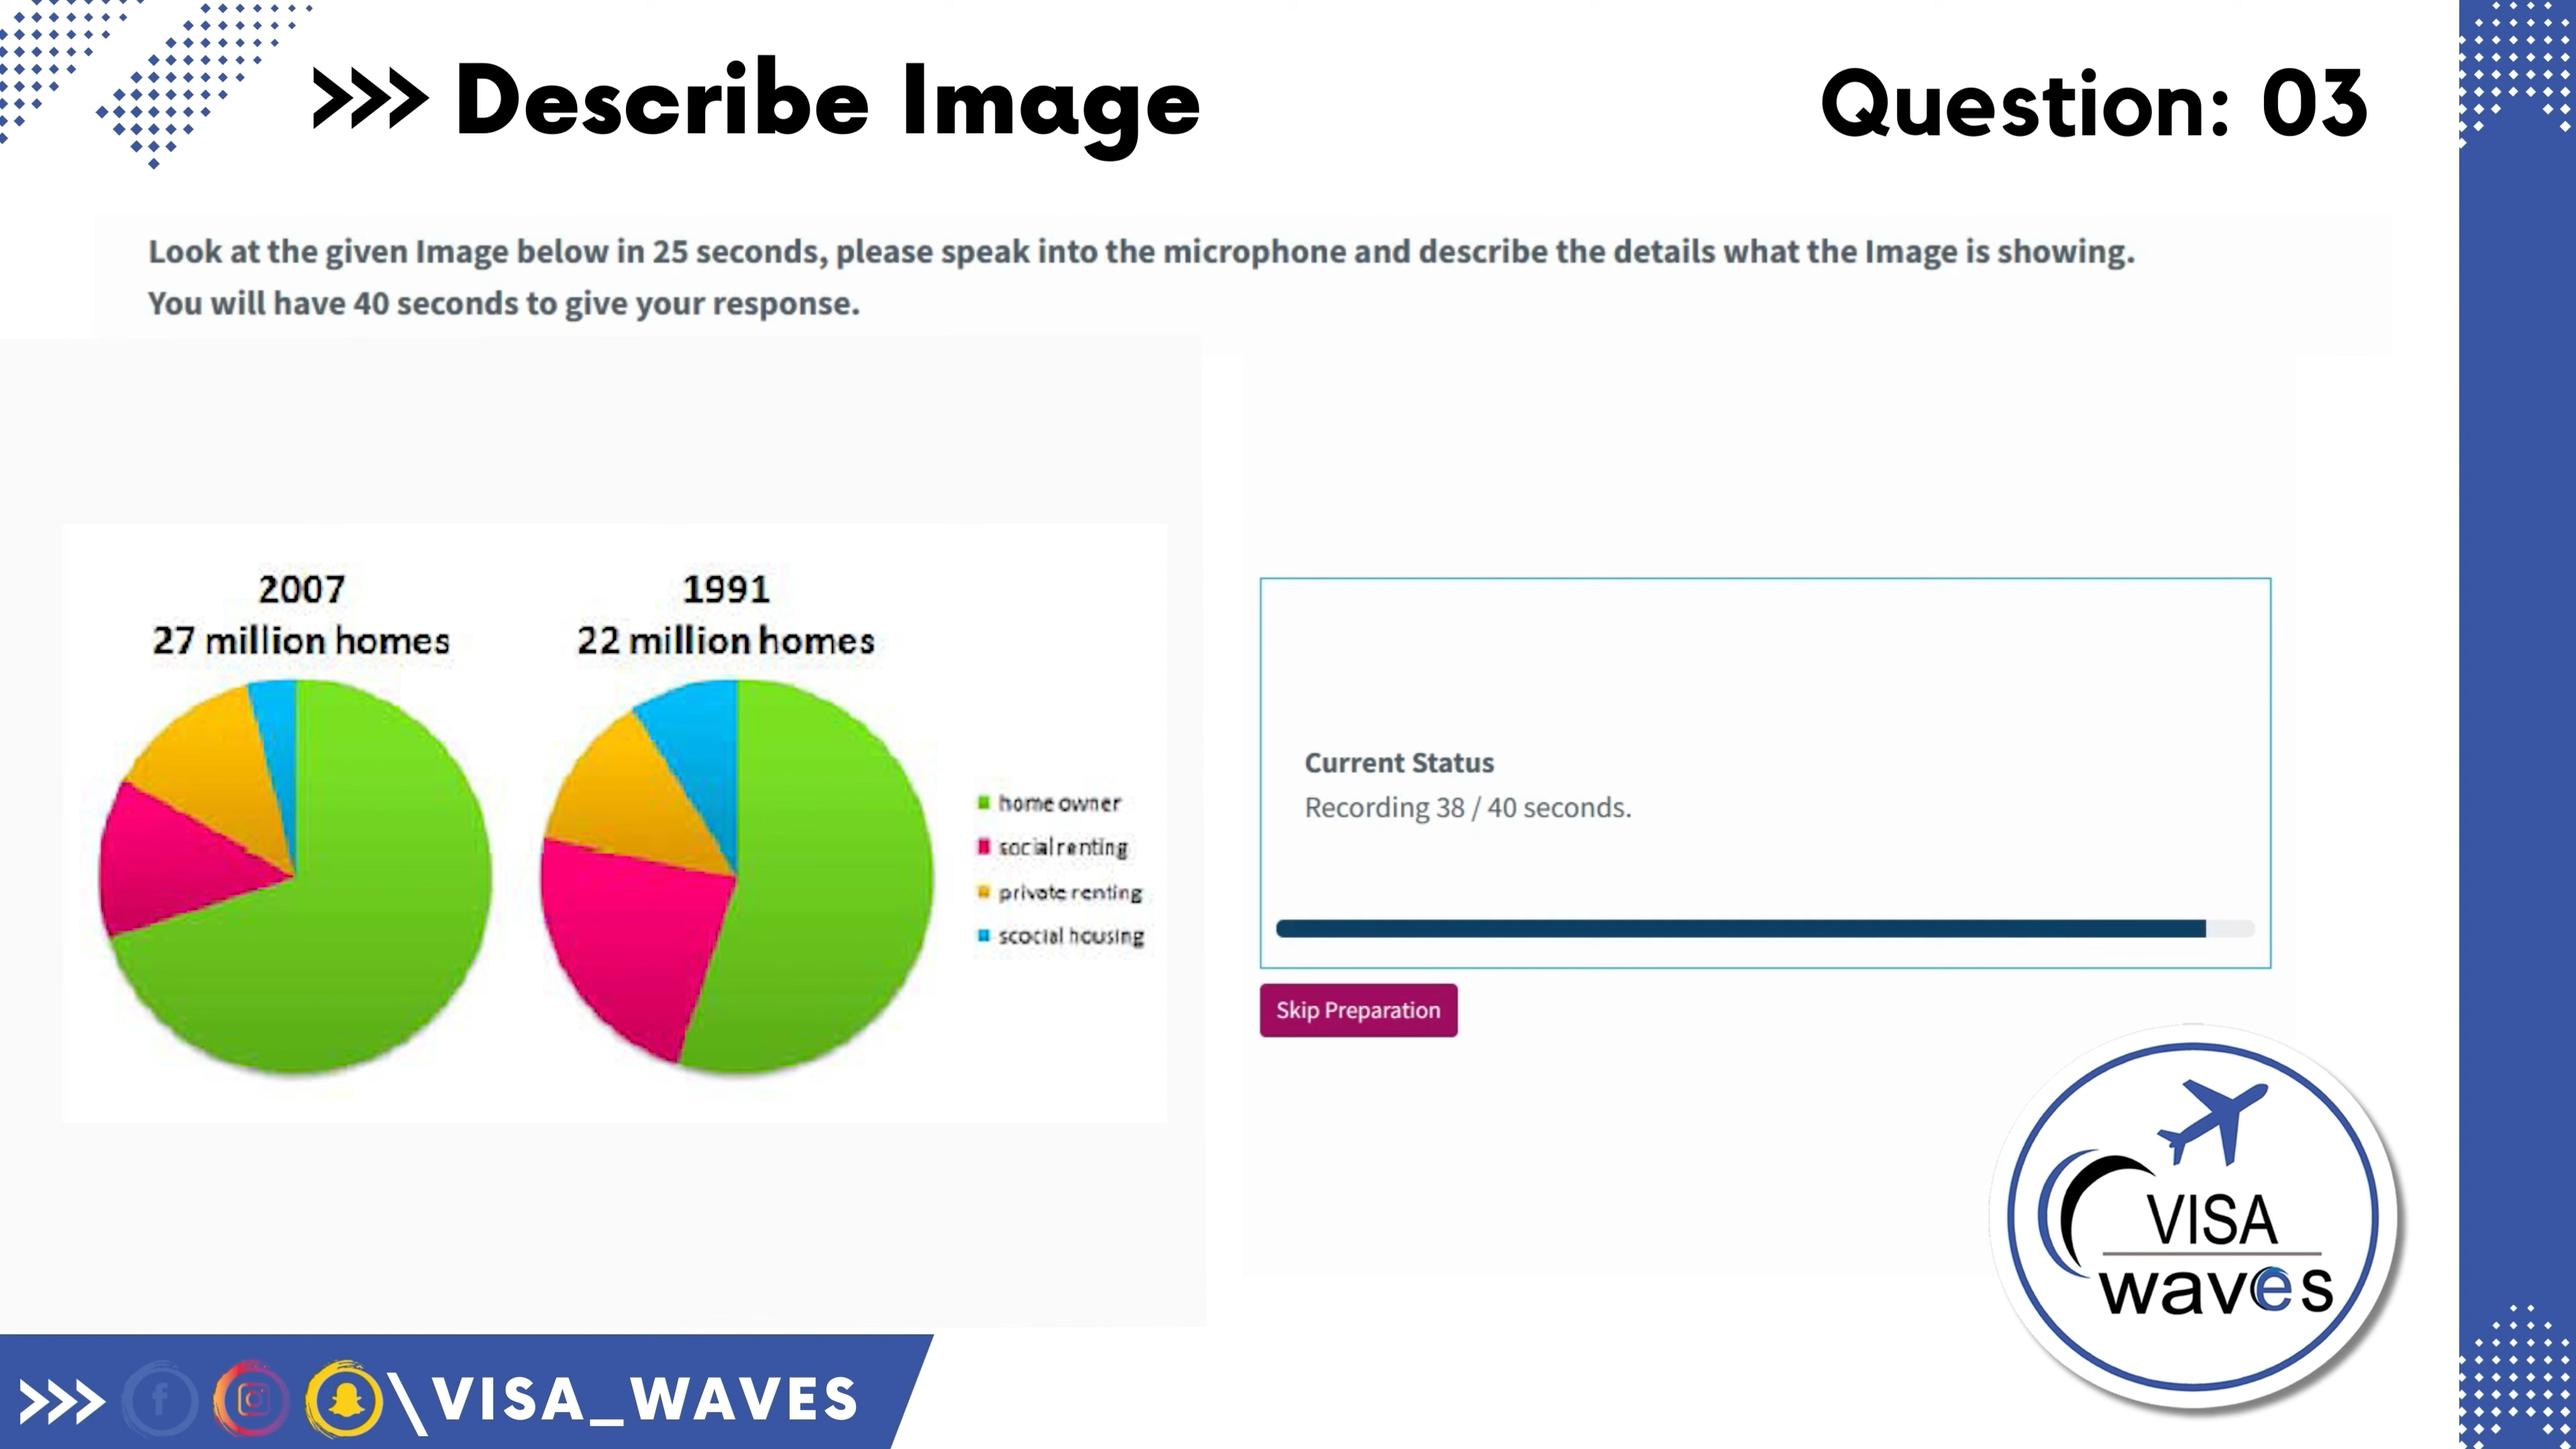 >>> Describe Image
Question: 03
Look at the given Image below in 25 seconds, please speak into the microphone and describe the details what the Image is showing.
You will have 40 seconds to give your response.
2007
27 million homes
1991
22 million homes
home owner
social renting
private renting
scocial housing
Current Status
Recording 38 / 40 seconds.
Skip Preparation
VISA
waves
>>> f \VISA_WAVES